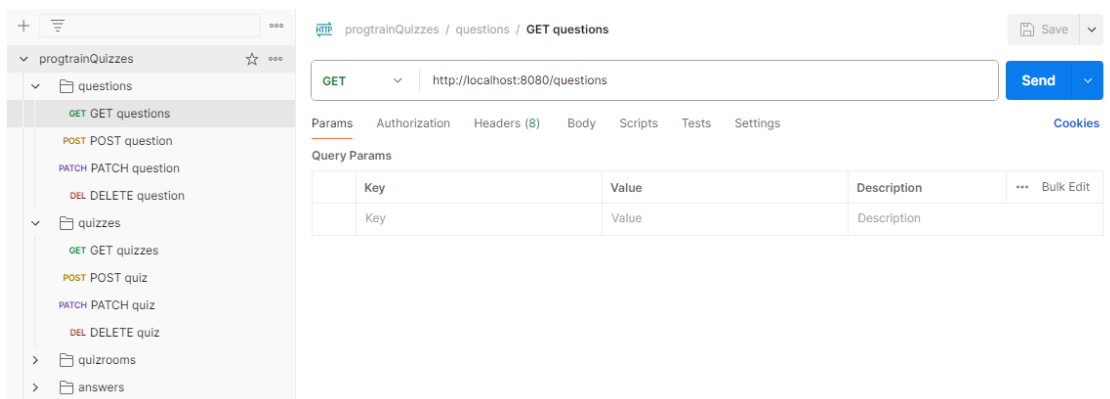 progtrainQuizzes
questions
GET GET questions
POST POST question
PATCH PATCH question
DEL DELETE question
quizzes
GET GET quizzes
POST POST quiz
PATCH PATCH quiz
DEL DELETE quiz
quizrooms
answers
HTTP progtrainQuizzes / questions / GET questions
Save
GET http://localhost:8080/questions
Send
Params Authorization Headers (8) Body Scripts Tests Settings Cookies
Query Params
Key Value Description ••• Bulk Edit
Key Value Description